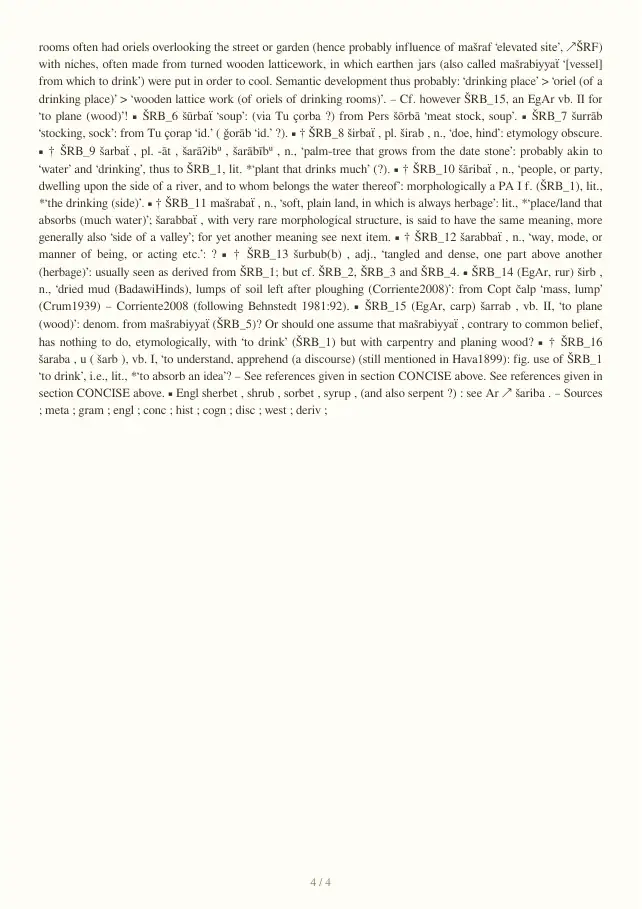 rooms often had oriels overlooking the street or garden (hence probably influence of mašraf ‘elevated site’, ↗ŠRF)
with niches, often made from turned wooden latticework, in which earthen jars (also called mašrabiyyaẗ ‘[vessel]
from which to drink’) were put in order to cool. Semantic development thus probably: ‘drinking place’ > ‘oriel (of a
drinking place)’ > ‘wooden lattice work (of oriels of drinking rooms)’. – Cf. however ŠRB_15, an EgAr vb. II for
‘to plane (wood)’! ▪ ŠRB_6 šūrbaẗ ‘soup’: (via Tu çorba ?) from Pers šōrbā ‘meat stock, soup’. ▪ ŠRB_7 šurrāb
‘stocking, sock’: from Tu çorap ‘id.’ ( ǧorāb ‘id.’ ?). ▪ † ŠRB_8 širbaẗ , pl. širab , n., ‘doe, hind’: etymology obscure.
▪ † ŠRB_9 šarbaẗ , pl. -āt , šarāʔibᵘ , šarābībᵘ , n., ‘palm-tree that grows from the date stone’: probably akin to
‘water’ and ‘drinking’, thus to ŠRB_1, lit. *‘plant that drinks much’ (?). ▪ † ŠRB_10 šāribaẗ , n., ‘people, or party,
dwelling upon the side of a river, and to whom belongs the water thereof’: morphologically a PA I f. (ŠRB_1), lit.,
*‘the drinking (side)’. ▪ † ŠRB_11 mašrabaẗ , n., ‘soft, plain land, in which is always herbage’: lit., *‘place/land that
absorbs (much water)’; šarabbaẗ , with very rare morphological structure, is said to have the same meaning, more
generally also ‘side of a valley’; for yet another meaning see next item. ▪ † ŠRB_12 šarabbaẗ , n., ‘way, mode, or
manner of being, or acting etc.’: ? ▪ † ŠRB_13 šurbub(b) , adj., ‘tangled and dense, one part above another
(herbage)’: usually seen as derived from ŠRB_1; but cf. ŠRB_2, ŠRB_3 and ŠRB_4. ▪ ŠRB_14 (EgAr, rur) širb ,
n., ‘dried mud (BadawiHinds), lumps of soil left after ploughing (Corriente2008)’: from Copt čalp ‘mass, lump’
(Crum1939) – Corriente2008 (following Behnstedt 1981:92). ▪ ŠRB_15 (EgAr, carp) šarrab , vb. II, ‘to plane
(wood)’: denom. from mašrabiyyaẗ (ŠRB_5)? Or should one assume that mašrabiyyaẗ , contrary to common belief,
has nothing to do, etymologically, with ‘to drink’ (ŠRB_1) but with carpentry and planing wood? ▪ † ŠRB_16
šaraba , u ( šarb ), vb. I, ‘to understand, apprehend (a discourse) (still mentioned in Hava1899): fig. use of ŠRB_1
‘to drink’, i.e., lit., *‘to absorb an idea’? – See references given in section CONCISE above. See references given in
section CONCISE above. ▪ Engl sherbet , shrub , sorbet , syrup , (and also serpent ?) : see Ar ↗ šariba . – Sources
; meta ; gram ; engl ; conc ; hist ; cogn ; disc ; west ; deriv ;
4 / 4